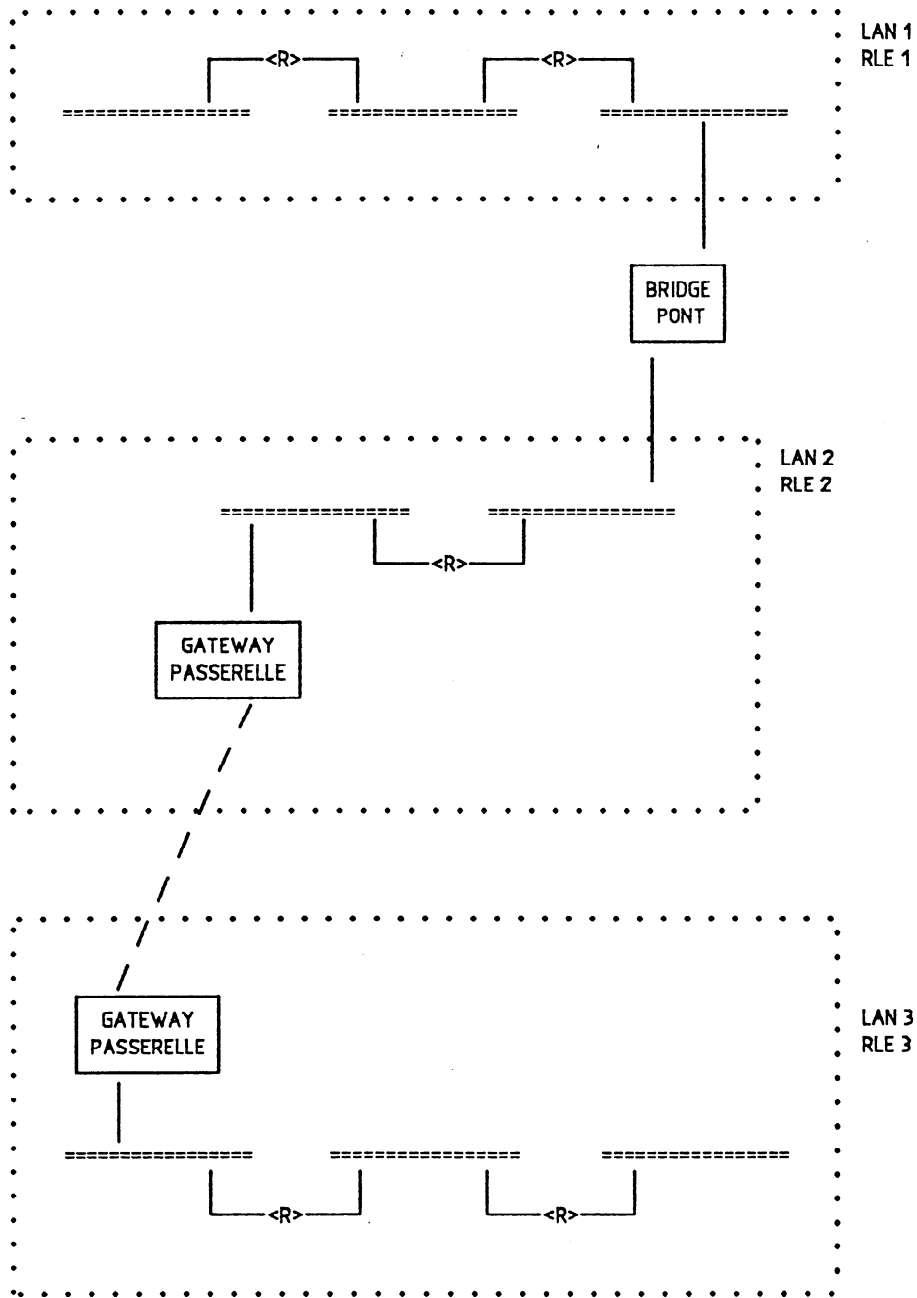 LAN 1
RLE 1
<R> <R>
BRIDGE
PONT
LAN 2
RLE 2
<R>
GATEWAY
PASSERELLE
GATEWAY
PASSERELLE
LAN 3
RLE 3
<R> <R>